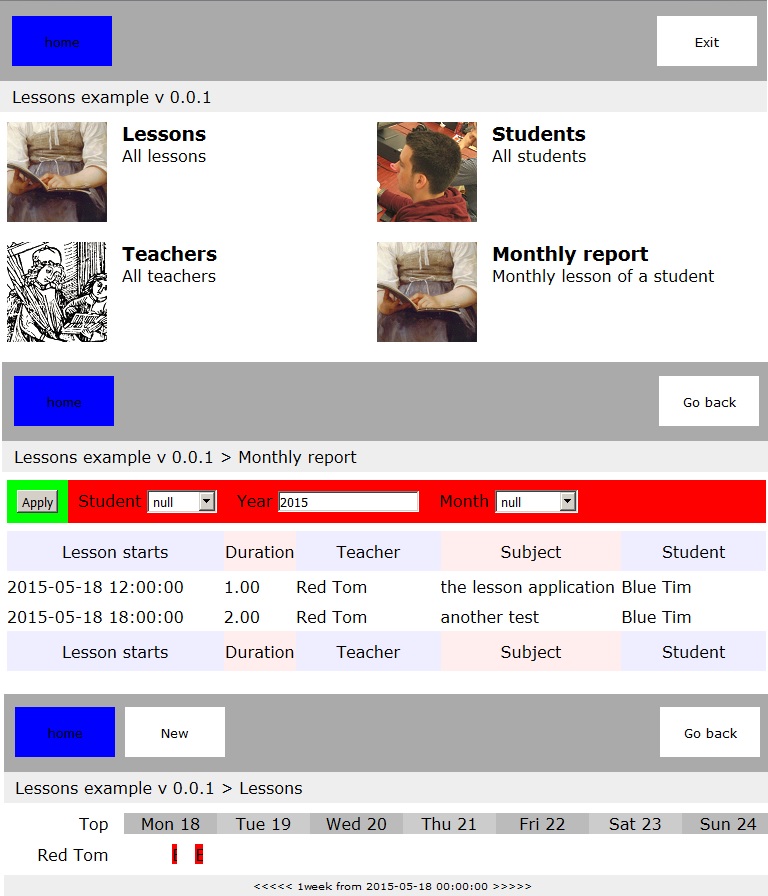 home Exit
Lessons example v 0.0.1
Lessons Students
All lessons All students
Teachers Monthly report
All teachers Monthly lesson of a student
home Go back
Lessons example v 0.0.1 > Monthly report
Apply Student null Year 2015 Month null
Lesson starts Duration Teacher Subject Student
2015-05-18 12:00:00 1.00 Red Tom the lesson application Blue Tim
2015-05-18 18:00:00 2.00 Red Tom another test Blue Tim
Lesson starts Duration Teacher Subject Student
home New Go back
Lessons example v 0.0.1 > Lessons
Top Mon 18 Tue 19 Wed 20 Thu 21 Fri 22 Sat 23 Sun 24
Red Tom
<<<<< 1week from 2015-05-18 00:00:00 >>>>>